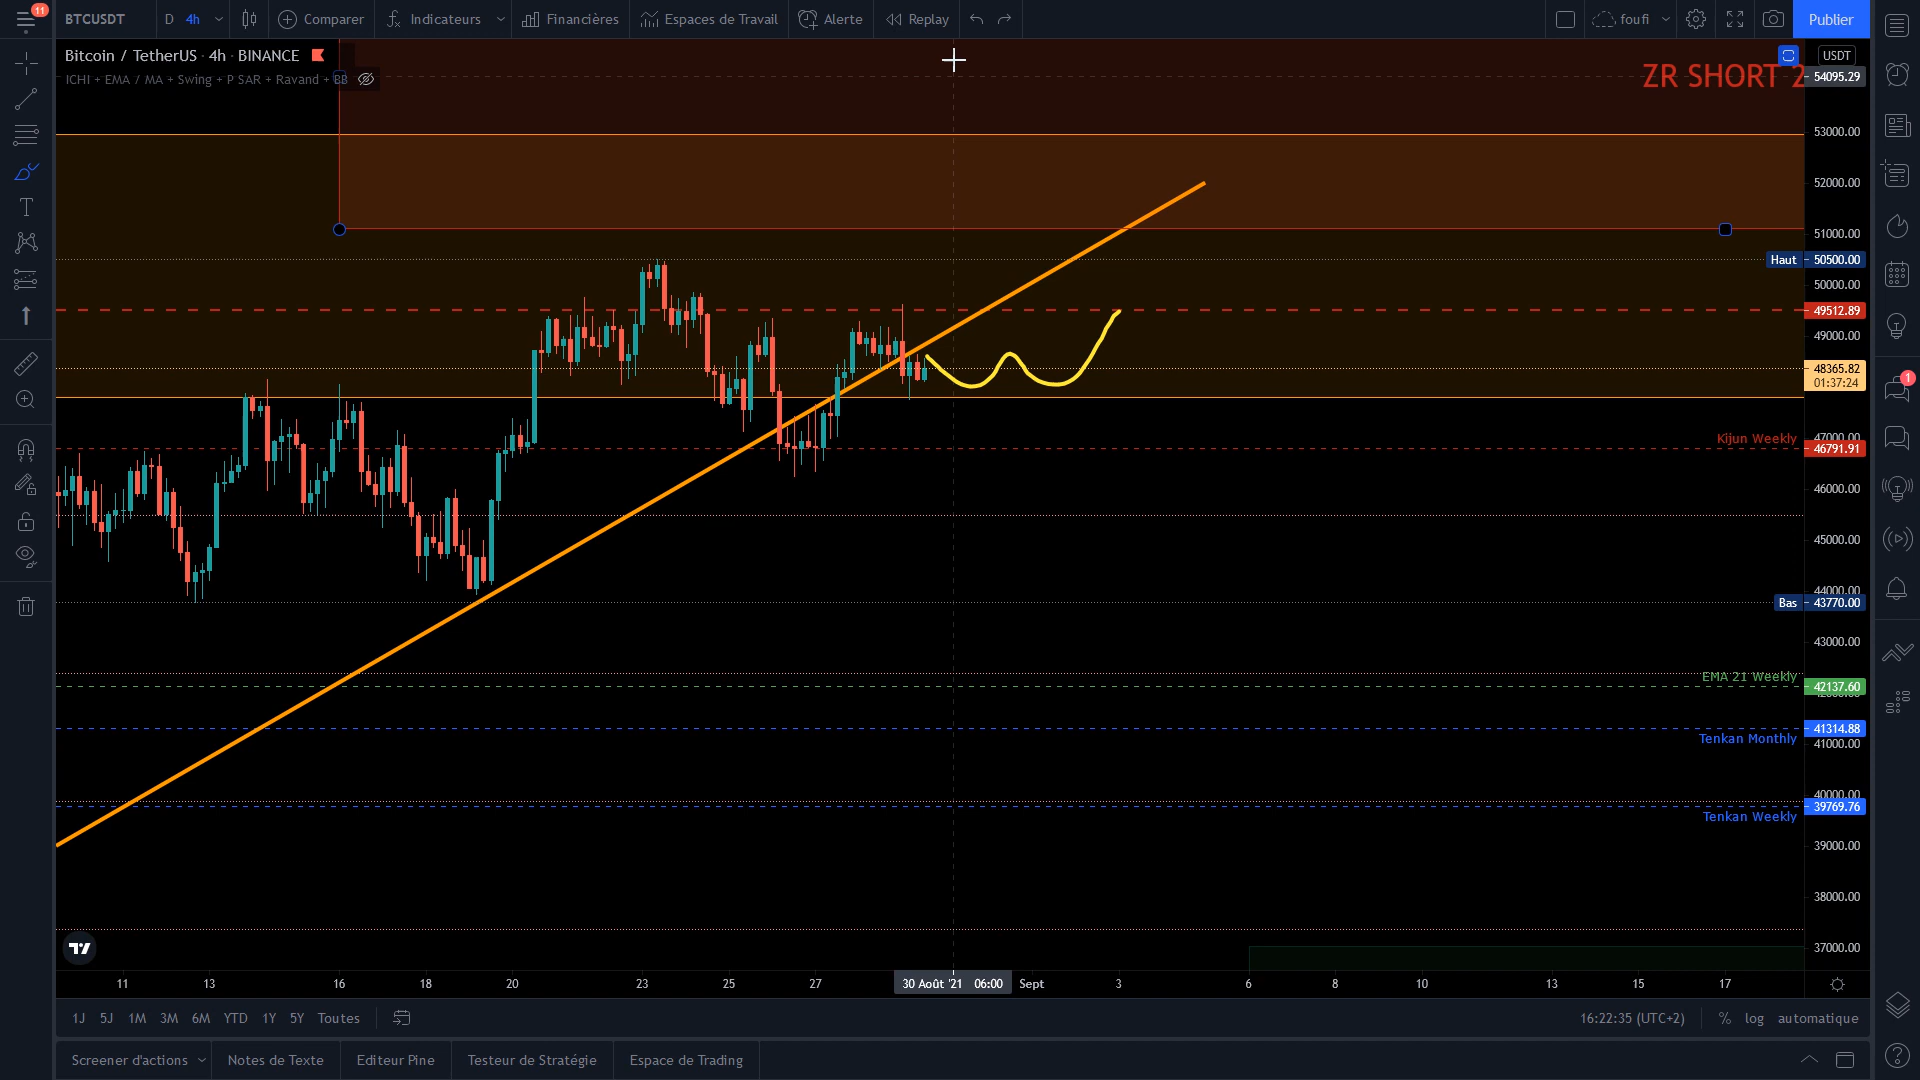 11
BTCUSDT D 4h Comparer Indicateurs Financières Espaces de Travail Alerte Replay foufi Publier
Bitcoin / TetherUS · 4h · BINANCE
ICHI + EMA / MA + Swing + P SAR + Ravand + BB
ZR SHORT 2
USDT
54095.29
53000.00
52000.00
51000.00
Haut 50500.00
50000.00
49512.89
49000.00
48365.82
01:37:24
47000.00
Kijun Weekly
46791.91
46000.00
45000.00
44000.00
Bas 43770.00
43000.00
EMA 21 Weekly
42137.60
41314.88
Tenkan Monthly
41000.00
40000.00
39769.76
Tenkan Weekly
39000.00
38000.00
37000.00
1
11 13 16 18 20 23 25 27 30 Août '21 06:00 Sept 3 6 8 10 13 15 17
1J 5J 1M 3M 6M YTD 1Y 5Y Toutes 16:22:35 (UTC+2) % log automatique
Screener d'actions Notes de Texte Editeur Pine Testeur de Stratégie Espace de Trading